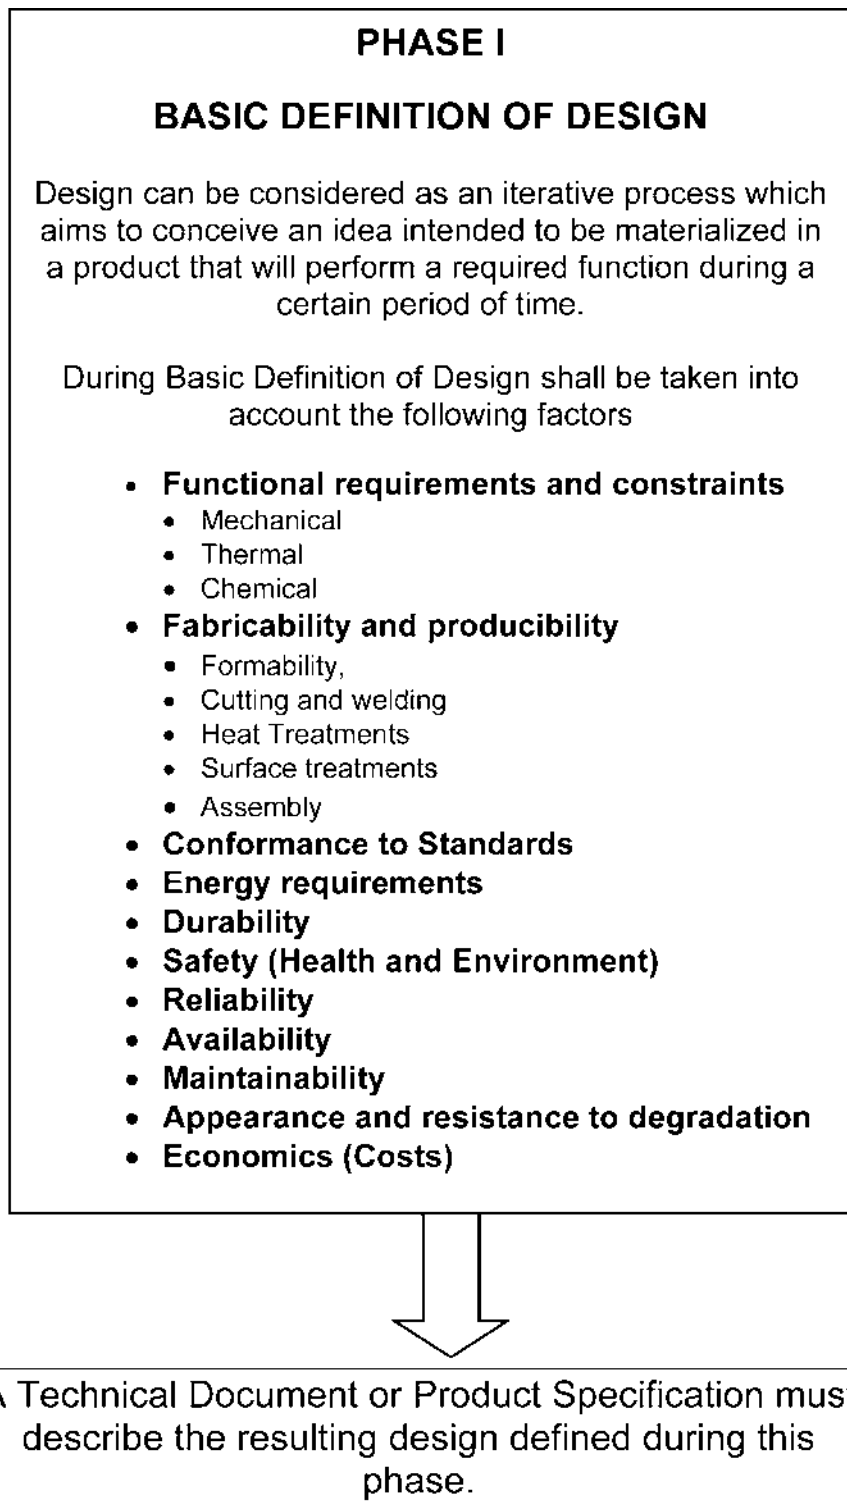 PHASE I
BASIC DEFINITION OF DESIGN
Design can be considered as an iterative process which
aims to conceive an idea intended to be materialized in
a product that will perform a required function during a
certain period of time.
During Basic Definition of Design shall be taken into
account the following factors
• Functional requirements and constraints
• Mechanical
• Thermal
• Chemical
• Fabricability and producibility
• Formability,
• Cutting and welding
• Heat Treatments
• Surface treatments
• Assembly
• Conformance to Standards
• Energy requirements
• Durability
• Safety (Health and Environment)
• Reliability
• Availability
• Maintainability
• Appearance and resistance to degradation
• Economics (Costs)
A Technical Document or Product Specification must
describe the resulting design defined during this
phase.